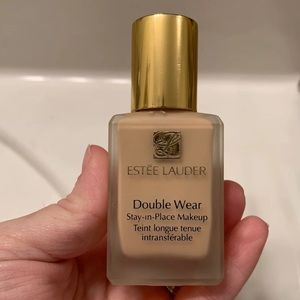 ESTĒE LAUDER
Double Wear
Stay-in-Place Makeup
Teint longue tenue
intransférable